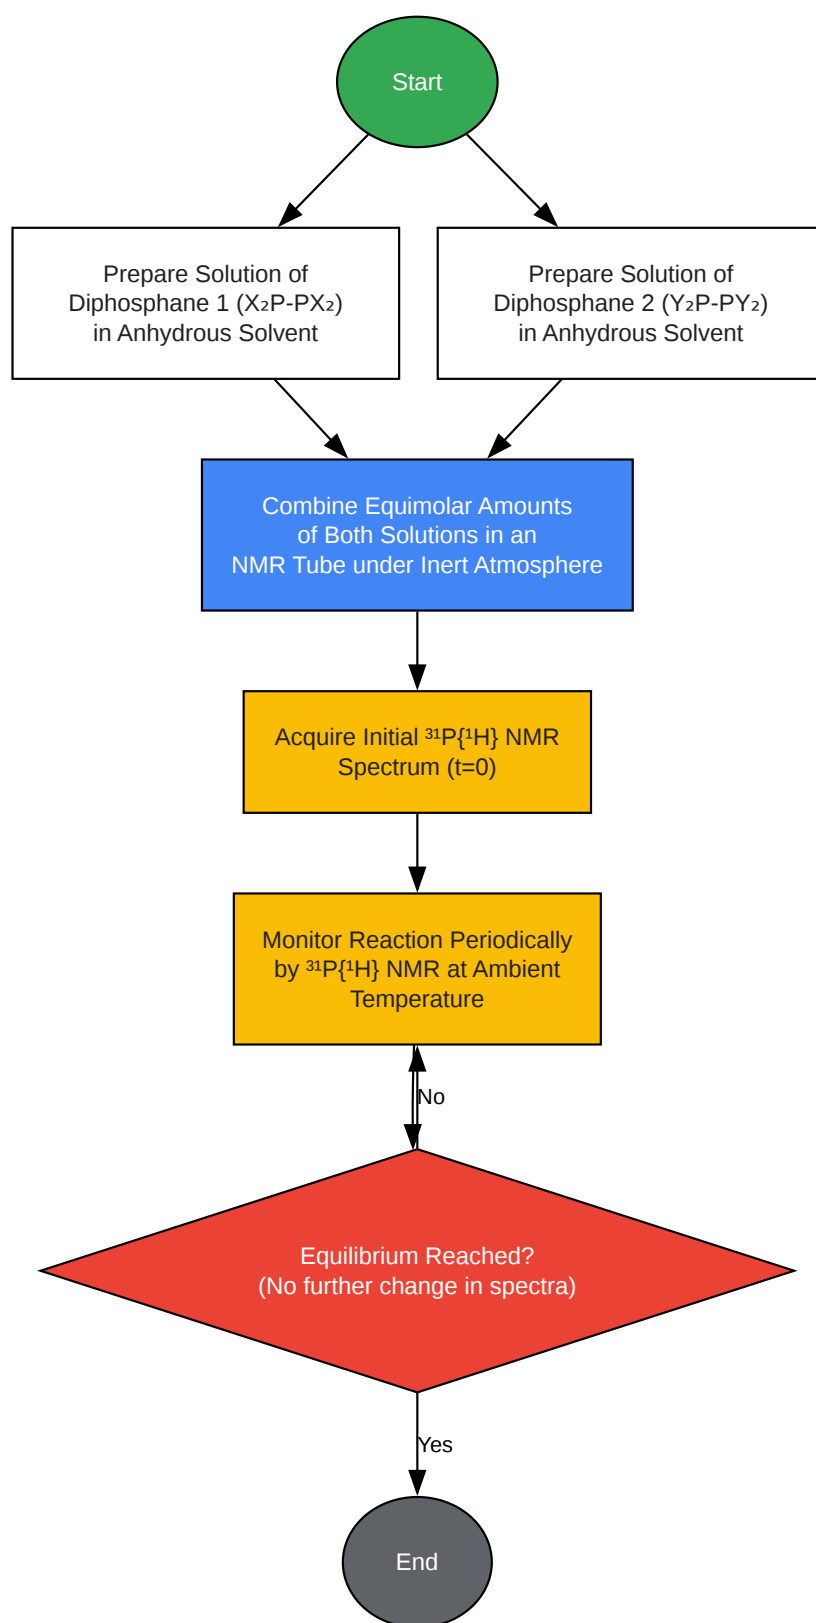 Start
Prepare Solution of
Diphosphane 1 (X₂P-PX₂)
in Anhydrous Solvent
Prepare Solution of
Diphosphane 2 (Y₂P-PY₂)
in Anhydrous Solvent
Combine Equimolar Amounts
of Both Solutions in an
NMR Tube under Inert Atmosphere
Acquire Initial ³¹P{¹H} NMR
Spectrum (t=0)
Monitor Reaction Periodically
by ³¹P{¹H} NMR at Ambient
Temperature
No
Equilibrium Reached?
(No further change in spectra)
Yes
End